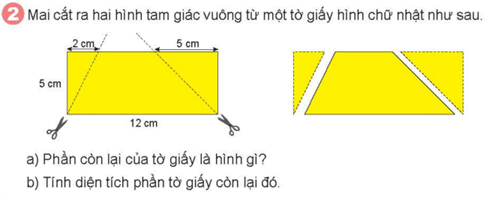 2 Mai cắt ra hai hình tam giác vuông từ một tờ giấy hình chữ nhật như sau.
2 cm 5 cm
5 cm
12 cm
a) Phần còn lại của tờ giấy là hình gì?
b) Tính diện tích phần tờ giấy còn lại đó.